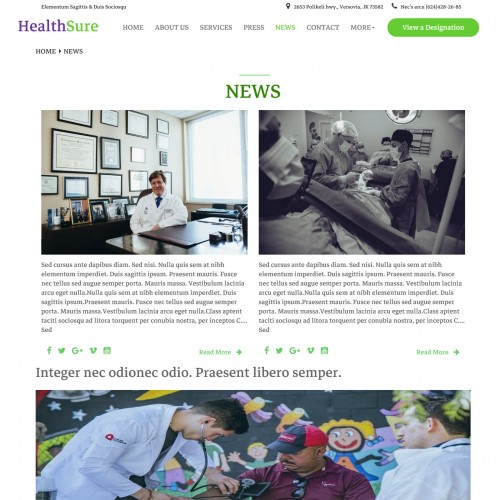 Elementum Sagittis & Duis Sociosqu
2653 Polikeli hwy., Versovia, JR 73582
Nec's arcs (624)428-26-85
HealthSure
HOME ABOUT US SERVICES PRESS NEWS CONTACT MORE
View a Designation
HOME NEWS
NEWS
Sed cursus ante dapibus diam. Sed nisi. Nulla quis sem at nibh
elementum imperdiet. Duis sagittis ipsum. Praesent mauris. Fusce
nec tellus sed augue semper porta. Mauris massa. Vestibulum lacinia
arcu eget nulla.Nulla quis sem at nibh elementum imperdiet. Duis
sagittis ipsum.Praesent mauris. Fusce nec tellus sed augue semper
porta. Mauris massa.Vestibulum lacinia arcu eget nulla.Class aptent
taciti sociosqu ad litora torquent per conubia nostra, per inceptos C....
Sed
Read More
Sed cursus ante dapibus diam. Sed nisi. Nulla quis sem at nibh
elementum imperdiet. Duis sagittis ipsum. Praesent mauris. Fusce
nec tellus sed augue semper porta. Mauris massa.Vestibulum lacinia
arcu eget nulla.Nulla quis sem at nibh elementum imperdiet. Duis
sagittis ipsum.Praesent mauris. Fusce nec tellus sed augue semper
porta. Mauris massa.Vestibulum lacinia arcu eget nulla.Class aptent
taciti sociosqu ad litora torquent per conubia nostra, per inceptos C....
Sed
Read More
Integer nec odionec odio. Praesent libero semper.